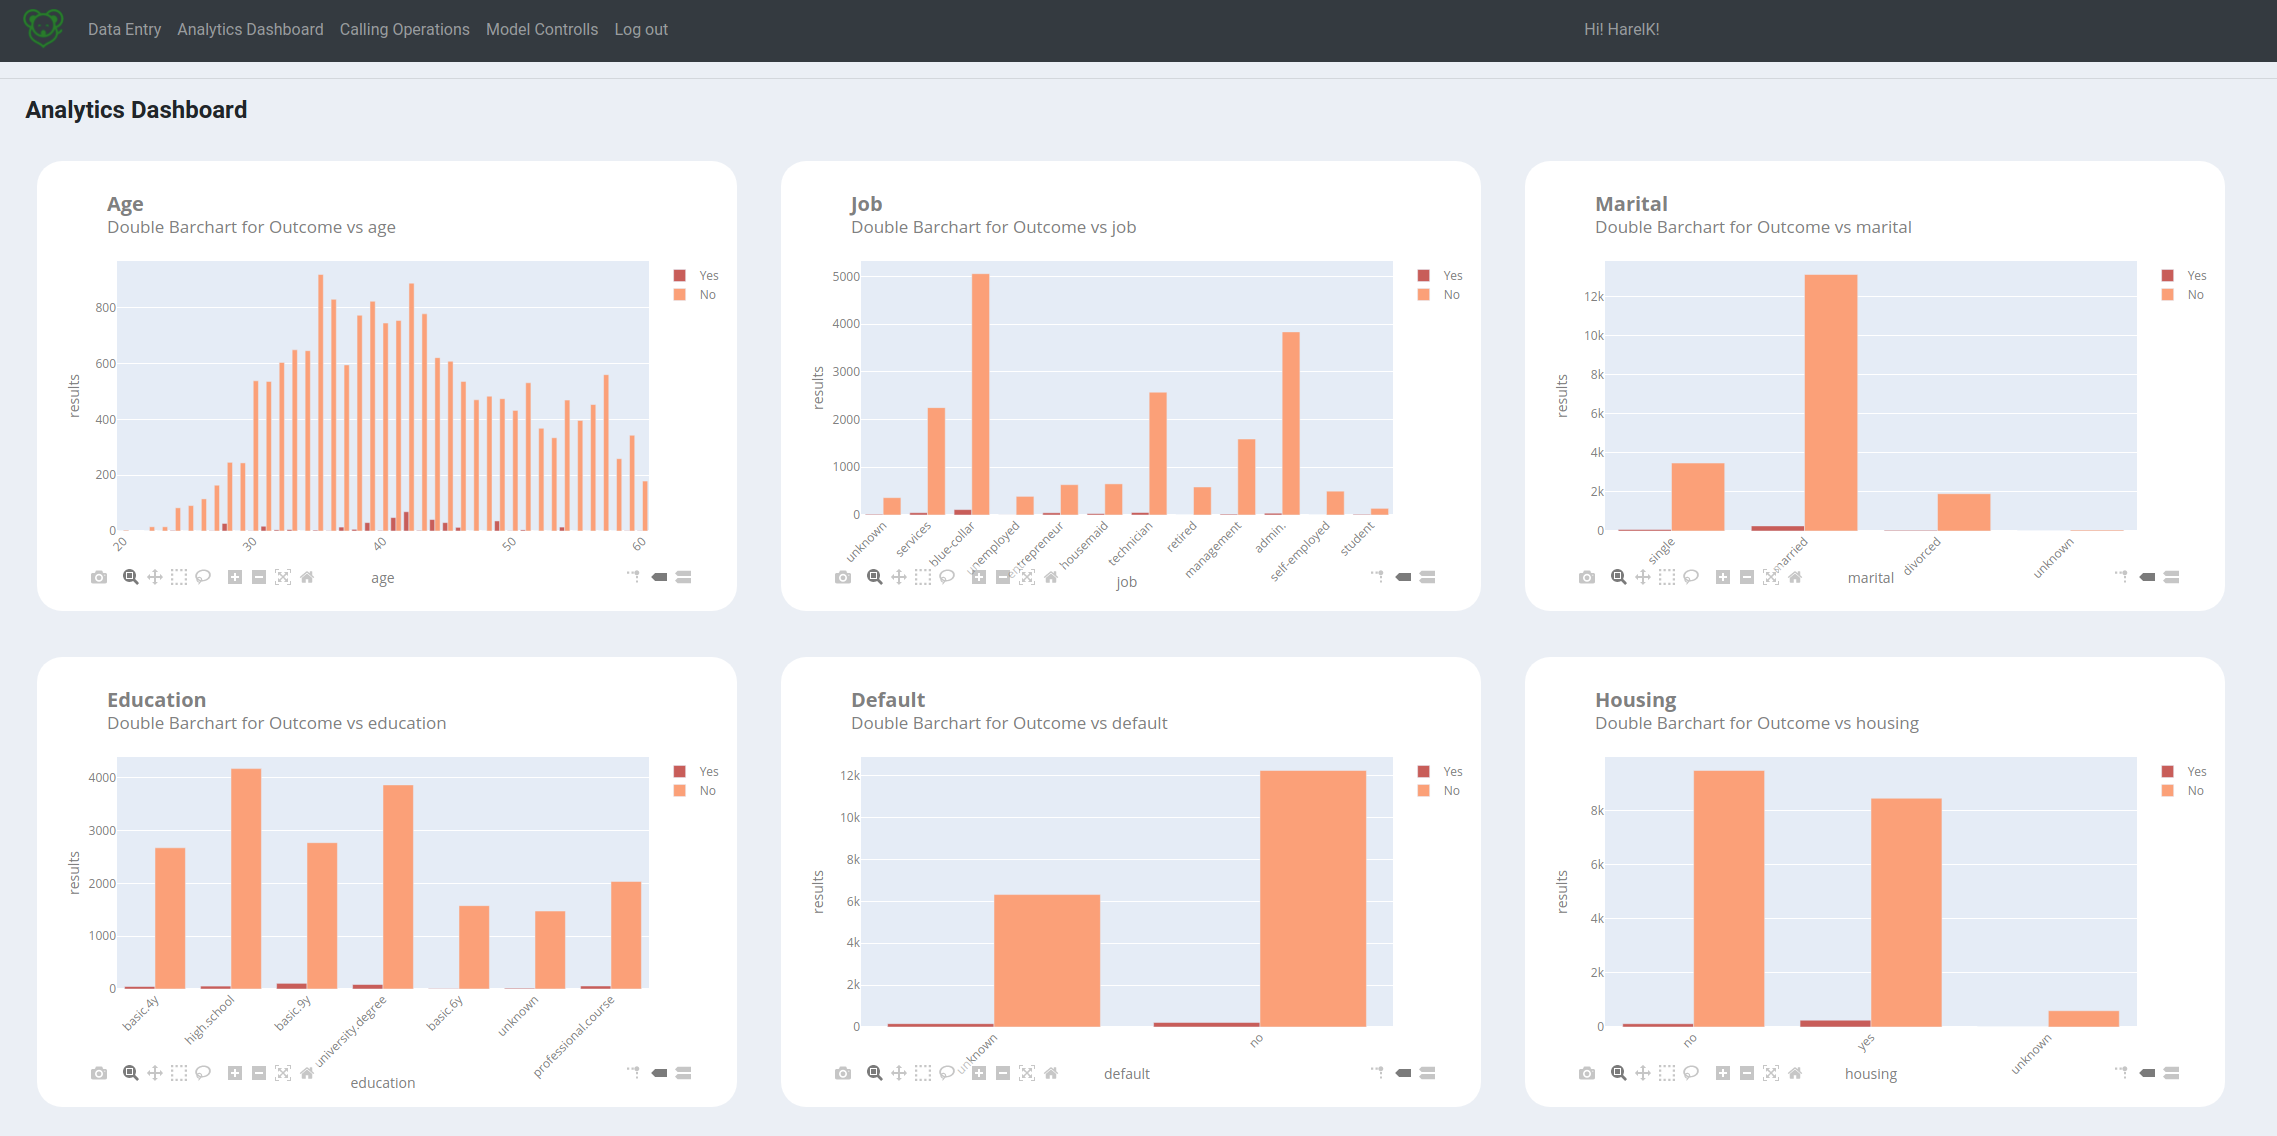 Data Entry Analytics Dashboard Calling Operations Model Controlls Log out Hi! HarelK!
Analytics Dashboard
Age
Double Barchart for Outcome vs age
Yes
No
800
600
400
200
0
results
20 30 40 50 60
age
Job
Double Barchart for Outcome vs job
Yes
No
5000
4000
3000
2000
1000
0
results
unknown services blue-collar unemployed entrepreneur housemaid technician retired management admin. self-employed student
job
Marital
Double Barchart for Outcome vs marital
Yes
No
12k
10k
8k
6k
4k
2k
0
results
single married divorced unknown
marital
Education
Double Barchart for Outcome vs education
Yes
No
4000
3000
2000
1000
0
results
basic.4y high.school basic.9y university.degree basic.6y unknown professional.course
education
Default
Double Barchart for Outcome vs default
Yes
No
12k
10k
8k
6k
4k
2k
0
results
unknown no
default
Housing
Double Barchart for Outcome vs housing
Yes
No
8k
6k
4k
2k
0
results
no yes unknown
housing